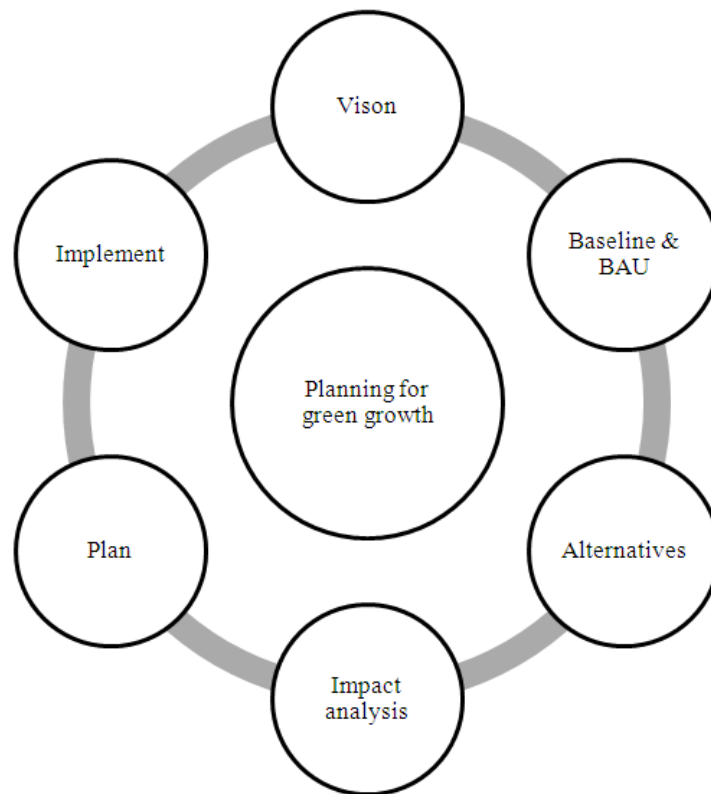 Vison
Baseline &
BAU
Implement
Planning for
green growth
Plan
Alternatives
Impact
analysis